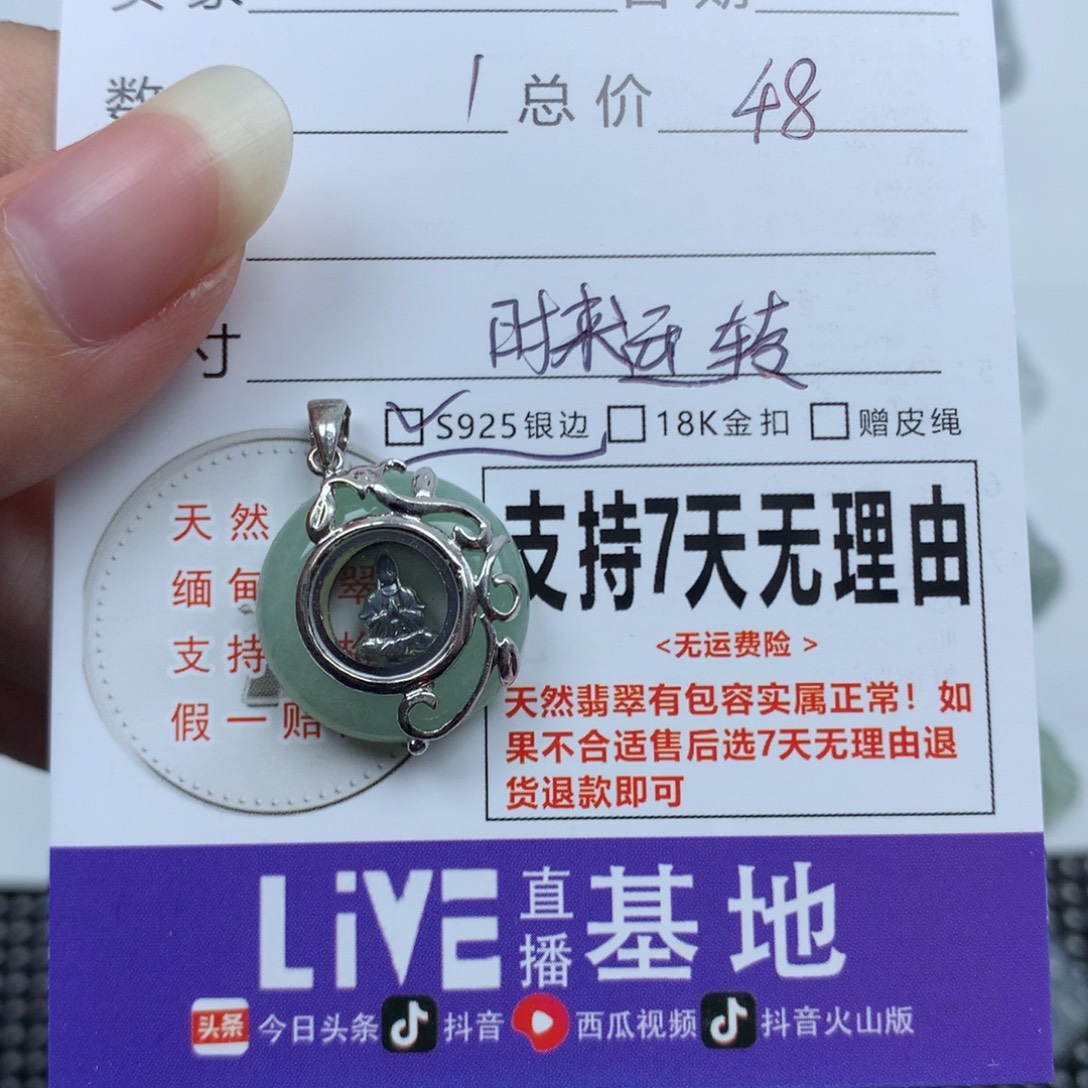 数 1 总价 48
寸 时来运转
S925银边 18K金扣 赠皮绳
天然
缅甸 翠
支持
假一赔
支持7天无理由
<无运费险 >
天然翡翠有包容实属正常！如
果不合适售后选7天无理由退
货退款即可
LiVE 直播 基地
头条 今日头条 抖音 西瓜视频 抖音火山版